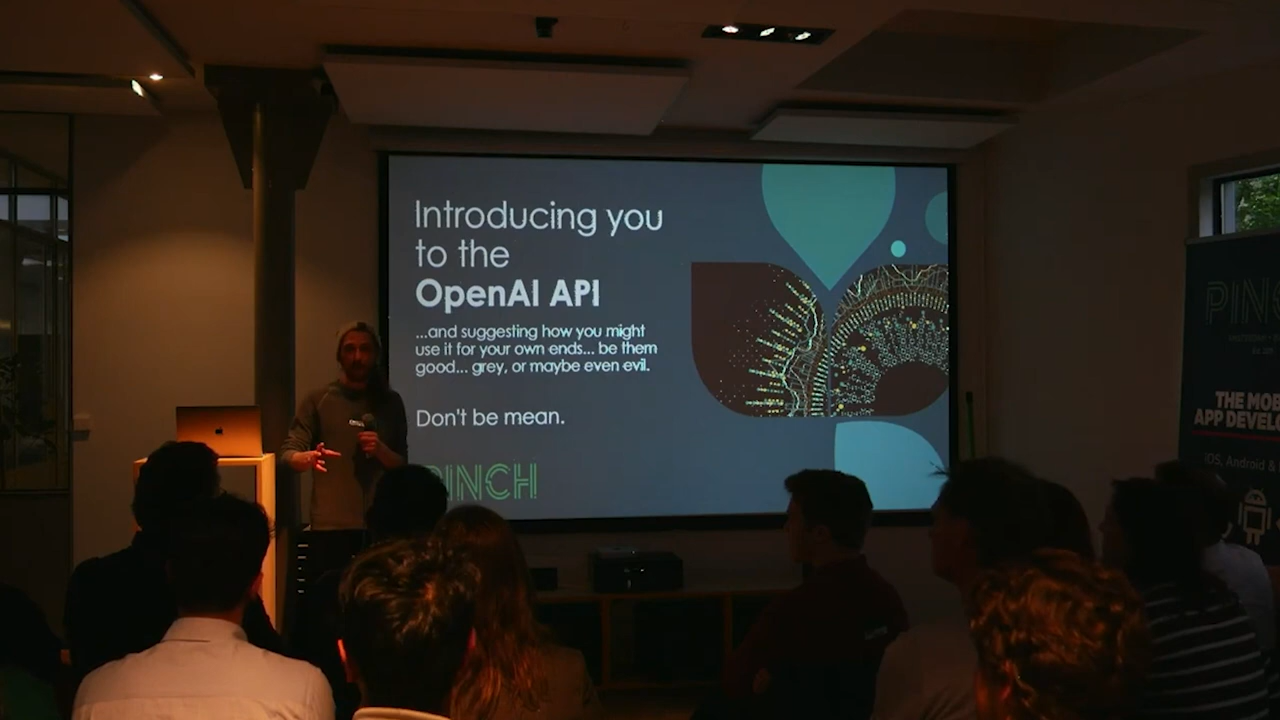 Introducing you
to the
OpenAI API
...and suggesting how you might
use it for your own ends... be them
good... grey, or maybe even evil.
Don't be mean.
PINCH
PIN
THE MOB
APP DEVELO
iOS, Android &